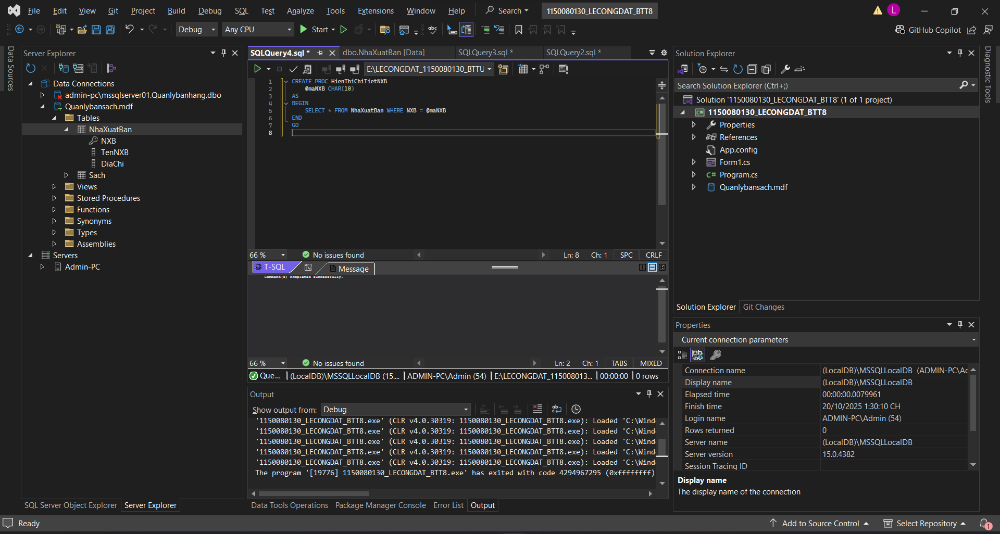 File Edit View Git Project Build Debug SQL Test Analyze Tools Extensions Window Help Search 1150080130_LECONGDAT_BTT8 L
Debug Any CPU Start GitHub Copilot
Data Sources
Server Explorer
Data Connections
admin-pc\mssqlserver01.Quanlybanhang.dbo
Quanlybansach.mdf
Tables
NhaXuatBan
NXB
TenNXB
DiaChi
Sach
Views
Stored Procedures
Functions
Synonyms
Types
Assemblies
Servers
Admin-PC
SQL Server Object Explorer Server Explorer
SQLQuery4.sql * dbo.NhaXuatBan [Data] SQLQuery3.sql * SQLQuery2.sql *
E:\LECONGDAT_1150080130_BTTU
1 CREATE PROC HienThiChiTietNXB
2 @maNXB CHAR(10)
3 AS
4 BEGIN
5 SELECT * FROM NhaXuatBan WHERE NXB = @maNXB
6 END
7 GO
8
66 % No issues found Ln: 8 Ch: 1 SPC CRLF
T-SQL Message
Command(s) completed successfully.
66 % No issues found Ln: 2 Ch: 1 TABS MIXED
Que... (LocalDB)\MSSQLLocalDB (15.... ADMIN-PC\Admin (54) E:\LECONGDAT_115008013... 00:00:00 0 rows
Output
Show output from: Debug
'1150080130_LECONGDAT_BTT8.exe' (CLR v4.0.30319: 1150080130_LECONGDAT_BTT8.exe): Loaded 'C:\Wind
'1150080130_LECONGDAT_BTT8.exe' (CLR v4.0.30319: 1150080130_LECONGDAT_BTT8.exe): Loaded 'C:\Wind
'1150080130_LECONGDAT_BTT8.exe' (CLR v4.0.30319: 1150080130_LECONGDAT_BTT8.exe): Loaded 'C:\Wind
'1150080130_LECONGDAT_BTT8.exe' (CLR v4.0.30319: 1150080130_LECONGDAT_BTT8.exe): Loaded 'C:\Wind
'1150080130_LECONGDAT_BTT8.exe' (CLR v4.0.30319: 1150080130_LECONGDAT_BTT8.exe): Loaded 'C:\Wind
The program '[19776] 1150080130_LECONGDAT_BTT8.exe' has exited with code 4294967295 (0xffffffff)
Data Tools Operations Package Manager Console Error List Output
Solution Explorer
Search Solution Explorer (Ctrl+;)
Solution '1150080130_LECONGDAT_BTT8' (1 of 1 project)
1150080130_LECONGDAT_BTT8
Properties
References
App.config
Form1.cs
Program.cs
Quanlybansach.mdf
Solution Explorer Git Changes
Properties
Current connection parameters
Connection name (LocalDB)\MSSQLLocalDB (ADMIN-PC\Ac
Display name (LocalDB)\MSSQLLocalDB
Elapsed time 00:00:00.0079961
Finish time 20/10/2025 1:30:10 CH
Login name ADMIN-PC\Admin (54)
Rows returned 0
Server name (LocalDB)\MSSQLLocalDB
Server version 15.0.4382
Session Tracing ID
Display name
The display name of the connection
Diagnostic Tools
Ready Add to Source Control Select Repository 1